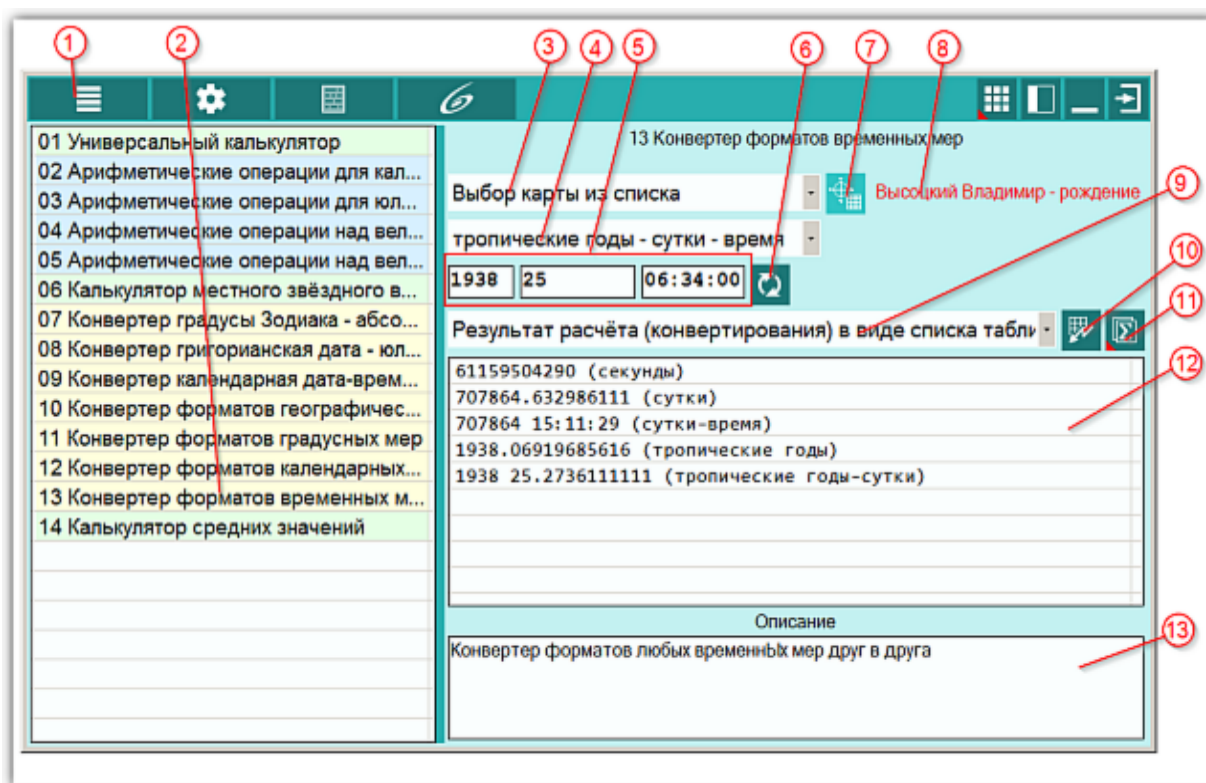 1 2 3 4 5 6 7 8
01 Универсальный калькулятор
02 Арифметические операции для кал...
03 Арифметические операции для юл...
04 Арифметические операции над вел...
05 Арифметические операции над вел...
06 Калькулятор местного звёздного в...
07 Конвертер градусы Зодиака - абсо...
08 Конвертер григорианская дата - юл...
09 Конвертер календарная дата-врем...
10 Конвертер форматов географичес...
11 Конвертер форматов градусных мер
12 Конвертер форматов календарных...
13 Конвертер форматов временных м...
14 Калькулятор средних значений
13 Конвертер форматов временных мер
Выбор карты из списка
Высоцкий Владимир - рождение
9
тропические годы - сутки - время
10
1938 25 06:34:00
11
Результат расчёта (конвертирования) в виде списка табли
12
61159504290 (секунды)
707864.632986111 (сутки)
707864 15:11:29 (сутки-время)
1938.06919685616 (тропические годы)
1938 25.2736111111 (тропические годы-сутки)
Описание
13
Конвертер форматов любых временнЫх мер друг в друга